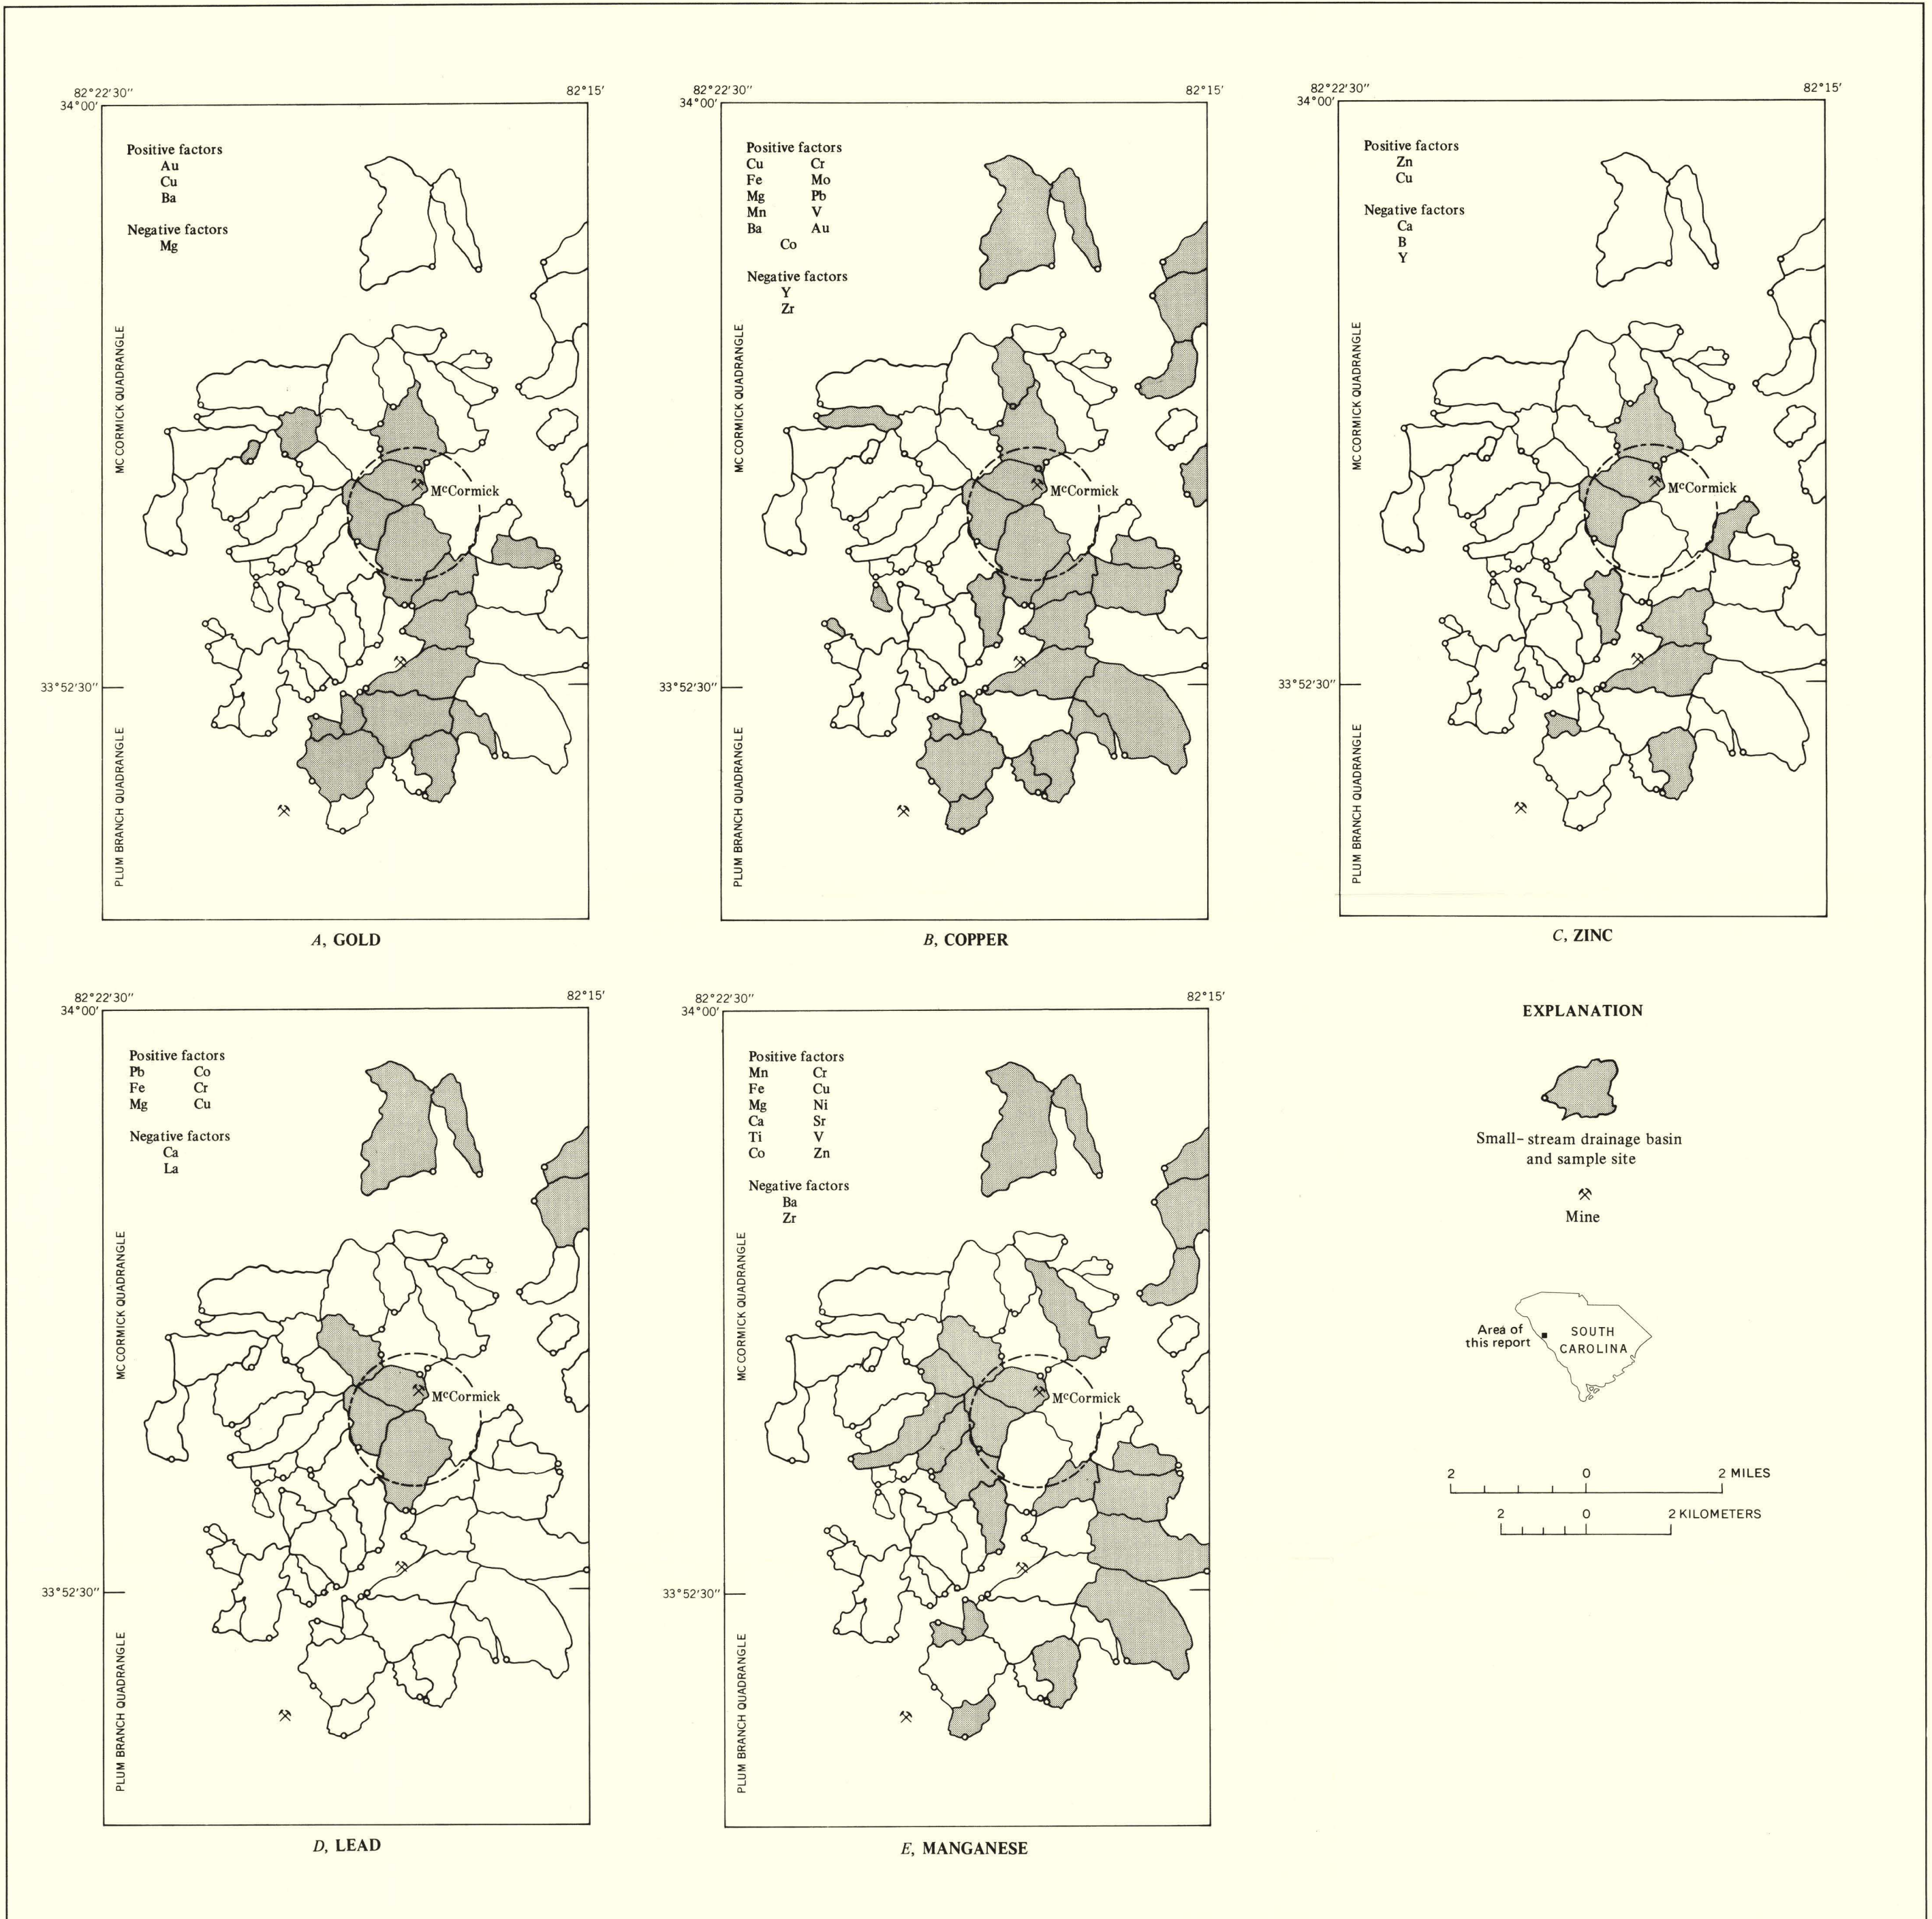 82°22'30"
82°15'
34°00'
Positive factors
Au
Cu
Ba
Negative factors
Mg
MC CORMICK QUADRANGLE
McCormick
33°52'30"
PLUM BRANCH QUADRANGLE
A, GOLD
82°22'30"
82°15'
34°00'
Positive factors
Cu Cr
Fe Mo
Mg Pb
Mn V
Ba Au
Co
Negative factors
Y
Zr
MC CORMICK QUADRANGLE
McCormick
33°52'30"
PLUM BRANCH QUADRANGLE
B, COPPER
82°22'30"
82°15'
34°00'
Positive factors
Zn
Cu
Negative factors
Ca
B
Y
MC CORMICK QUADRANGLE
McCormick
33°52'30"
PLUM BRANCH QUADRANGLE
C, ZINC
82°22'30"
82°15'
34°00'
Positive factors
Pb Co
Fe Cr
Mg Cu
Negative factors
Ca
La
MC CORMICK QUADRANGLE
McCormick
33°52'30"
PLUM BRANCH QUADRANGLE
D, LEAD
82°22'30"
82°15'
34°00'
Positive factors
Mn Cr
Fe Cu
Mg Ni
Ca Sr
Ti V
Co Zn
Negative factors
Ba
Zr
MC CORMICK QUADRANGLE
McCormick
33°52'30"
PLUM BRANCH QUADRANGLE
E, MANGANESE
EXPLANATION
Small-stream drainage basin
and sample site
Mine
Area of
this report
SOUTH
CAROLINA
2 0 2 MILES
2 0 2 KILOMETERS